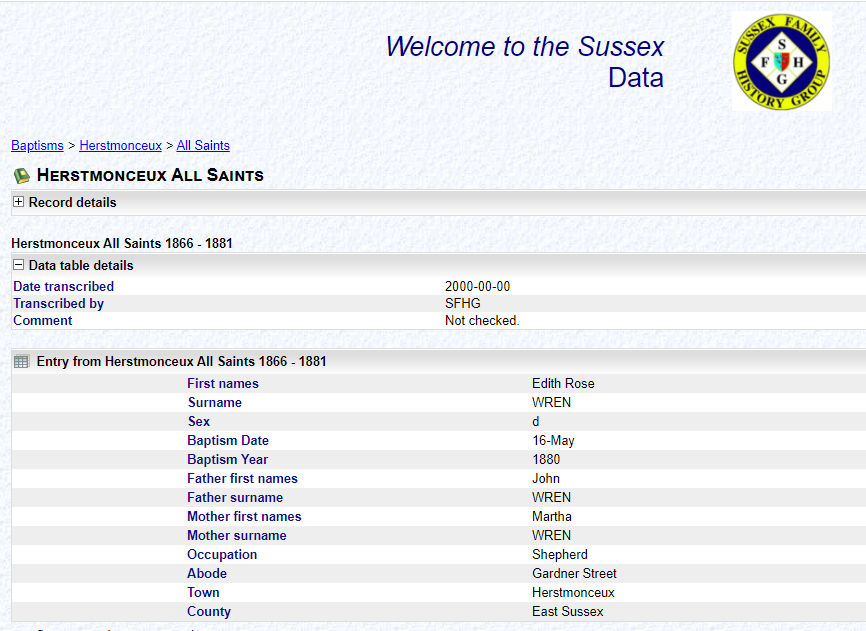 Welcome to the Sussex
Data
SUSSEX FAMILY
S
F H
G
HISTORY GROUP
Baptisms > Herstmonceux > All Saints
HERSTMONCEUX ALL SAINTS
Record details
Herstmonceux All Saints 1866 - 1881
Data table details
Date transcribed 2000-00-00
Transcribed by SFHG
Comment Not checked.
Entry from Herstmonceux All Saints 1866 - 1881
First names Edith Rose
Surname WREN
Sex d
Baptism Date 16-May
Baptism Year 1880
Father first names John
Father surname WREN
Mother first names Martha
Mother surname WREN
Occupation Shepherd
Abode Gardner Street
Town Herstmonceux
County East Sussex